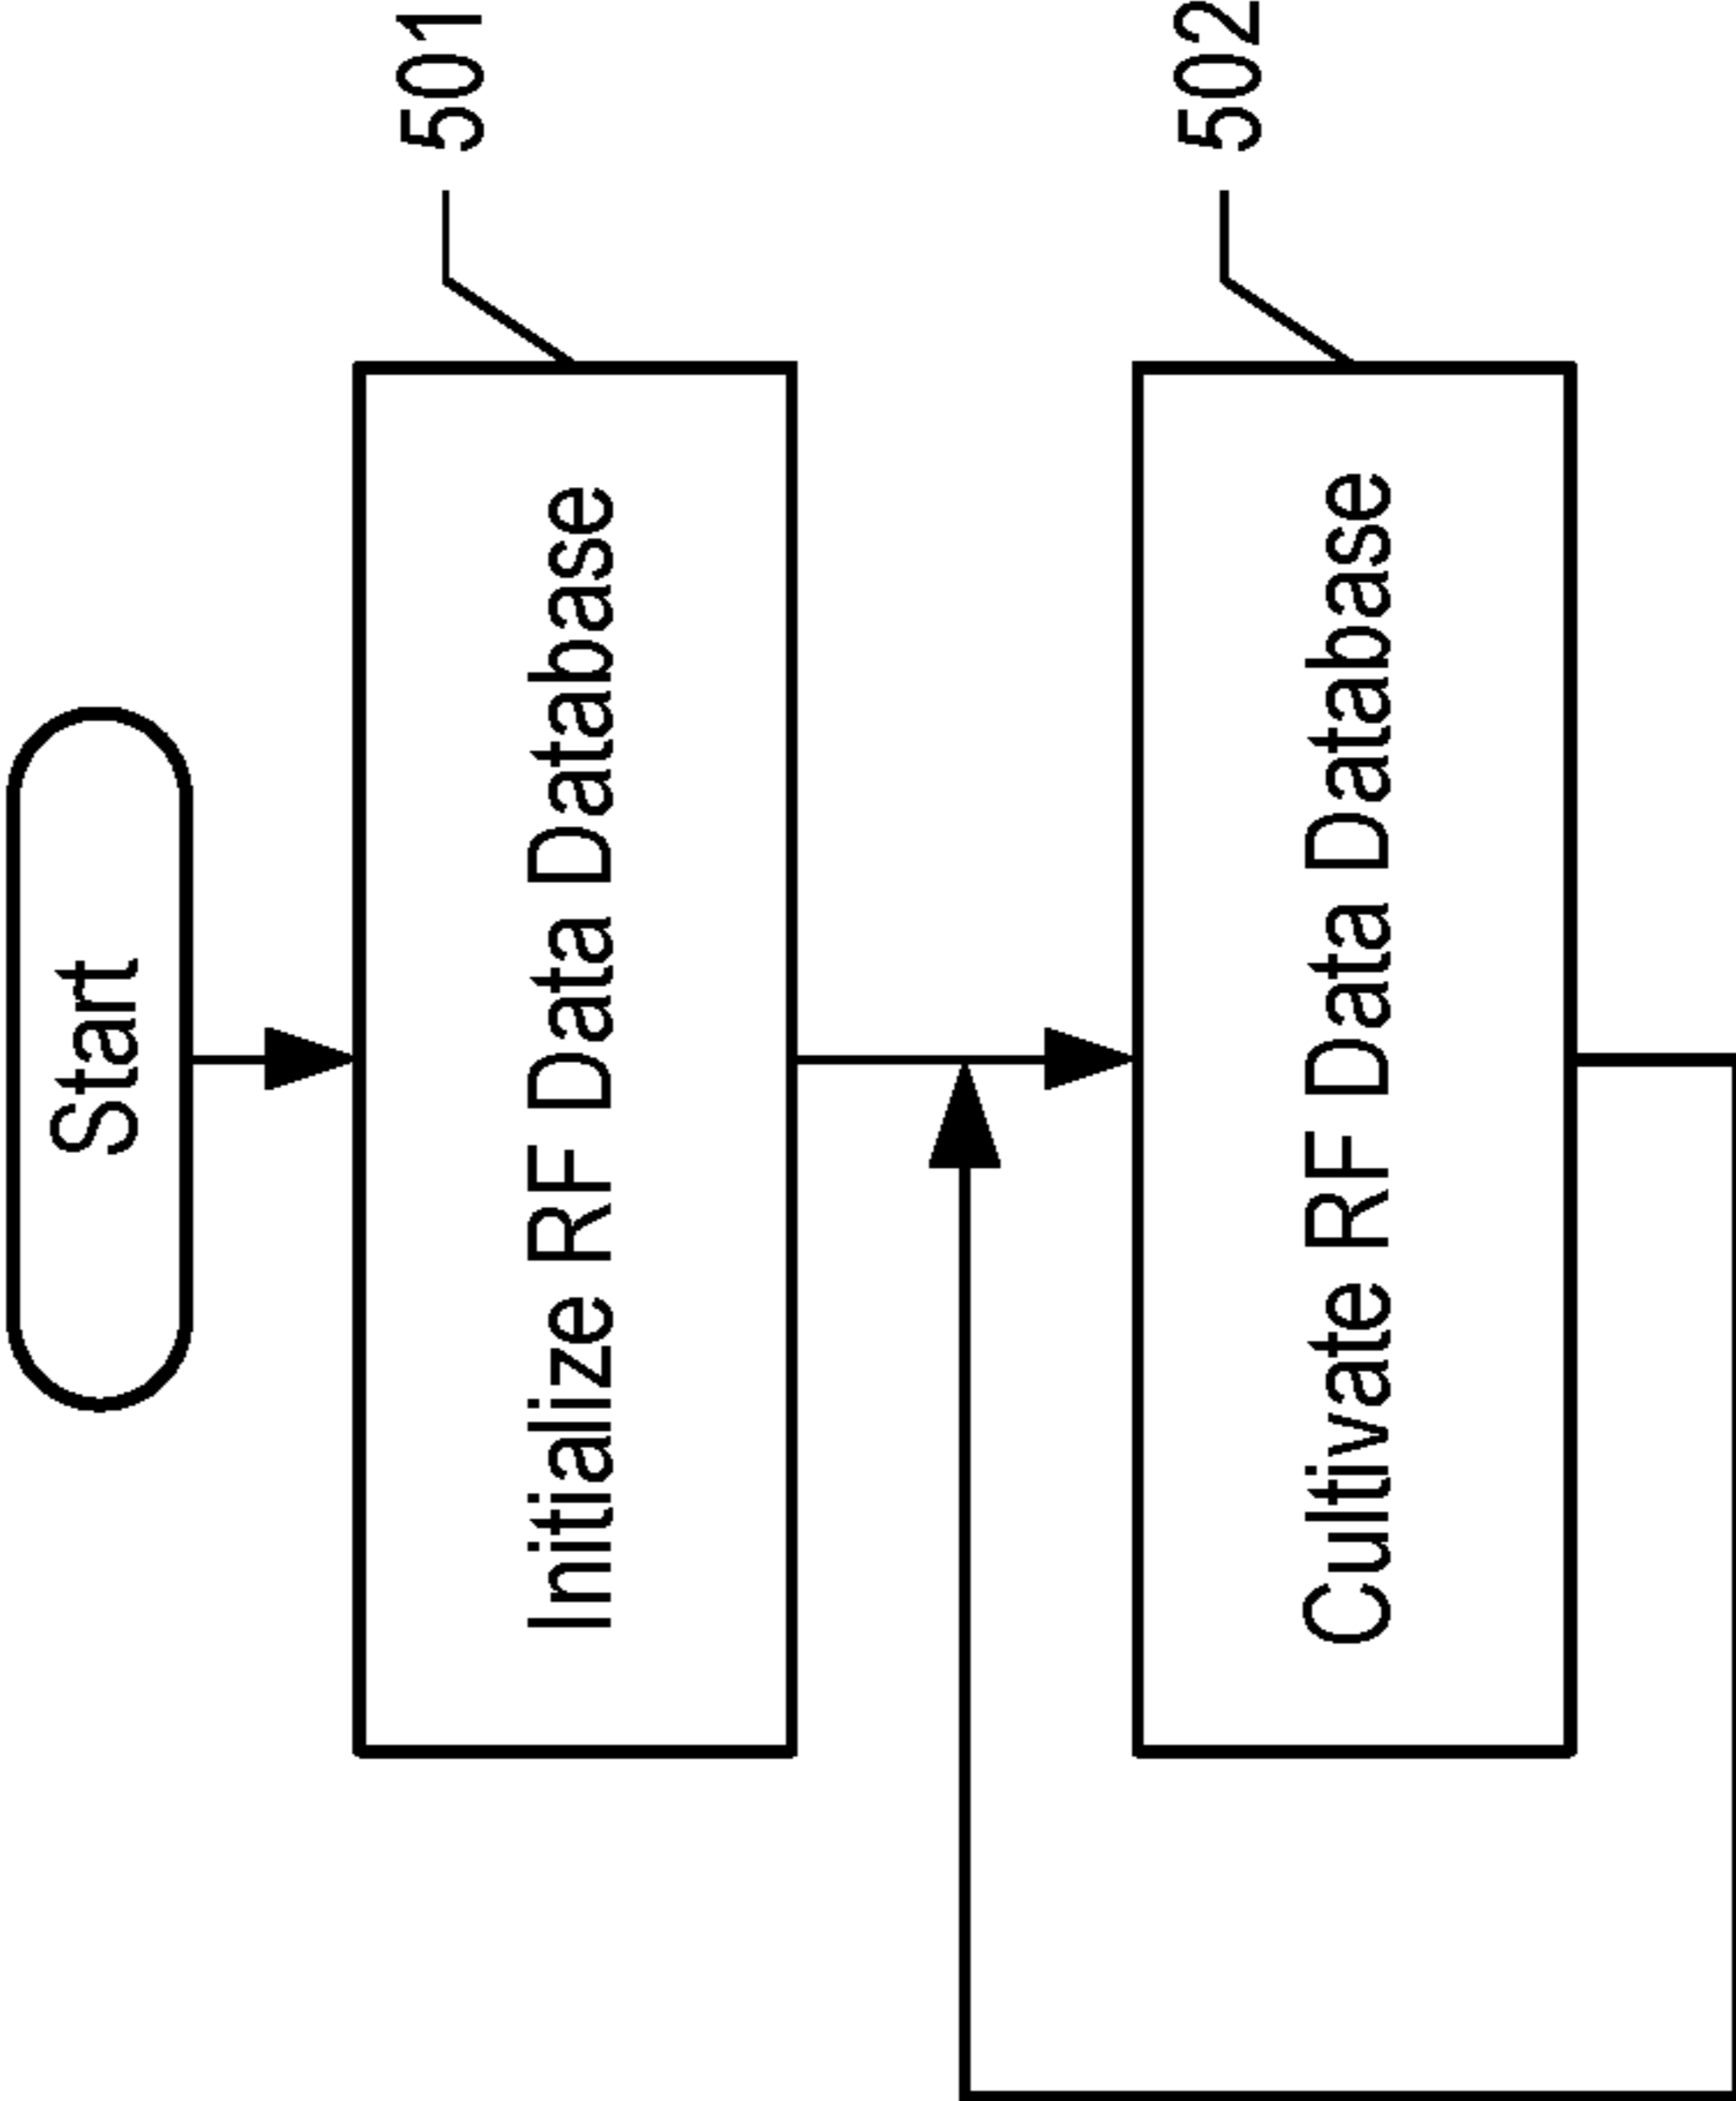 Start
Initialize RF Data Database
501
Cultivate RF Data Database
502